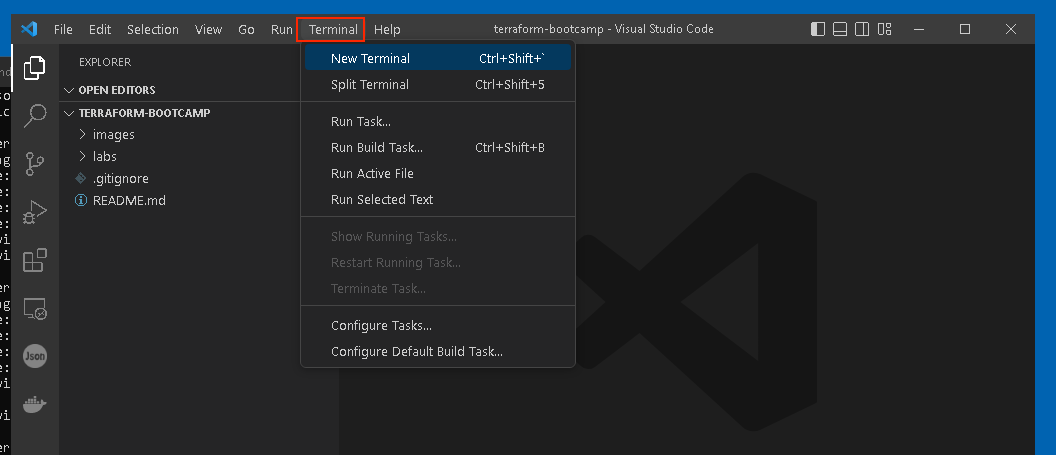 File Edit Selection View Go Run Terminal Help terraform-bootcamp - Visual Studio Code
EXPLORER
OPEN EDITORS
TERRAFORM-BOOTCAMP
images
labs
.gitignore
README.md
New Terminal Ctrl+Shift+`
Split Terminal Ctrl+Shift+5
Run Task...
Run Build Task... Ctrl+Shift+B
Run Active File
Run Selected Text
Show Running Tasks...
Restart Running Task...
Terminate Task...
Configure Tasks...
Configure Default Build Task...
Json